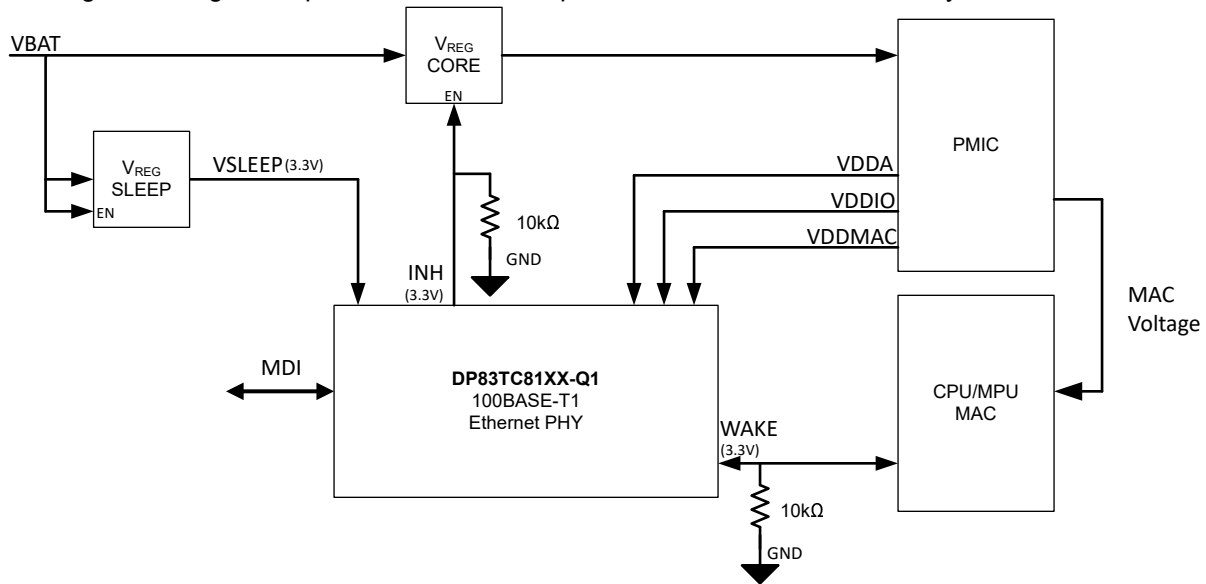 VBAT
VREG
CORE
EN
PMIC
VREG
SLEEP
EN
VSLEEP(3.3V)
VDDA
VDDIO
VDDMAC
10kΩ
GND
INH
(3.3V)
MAC
Voltage
MDI
DP83TC81XX-Q1
100BASE-T1
Ethernet PHY
CPU/MPU
MAC
WAKE
(3.3V)
10kΩ
GND